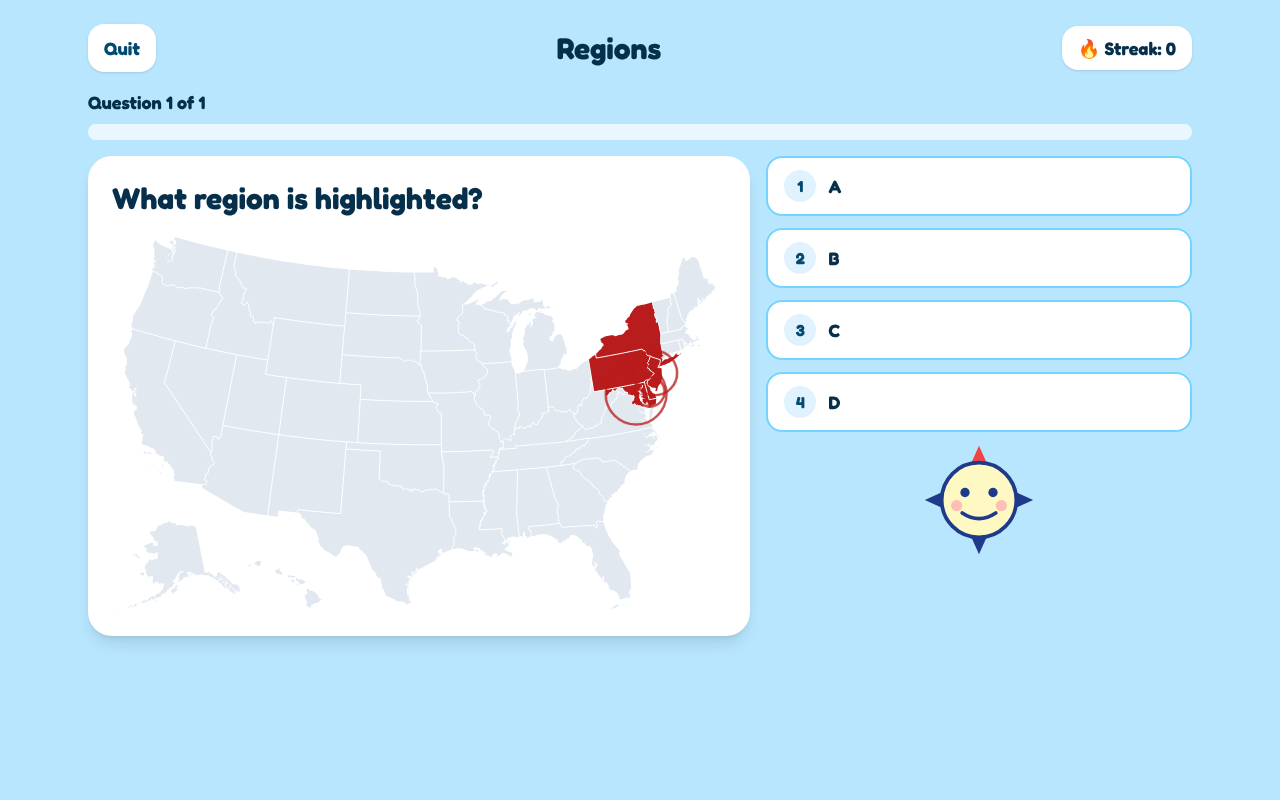 Quit
Regions
🔥 Streak: 0
Question 1 of 1
What region is highlighted?
1 A
2 B
3 C
4 D